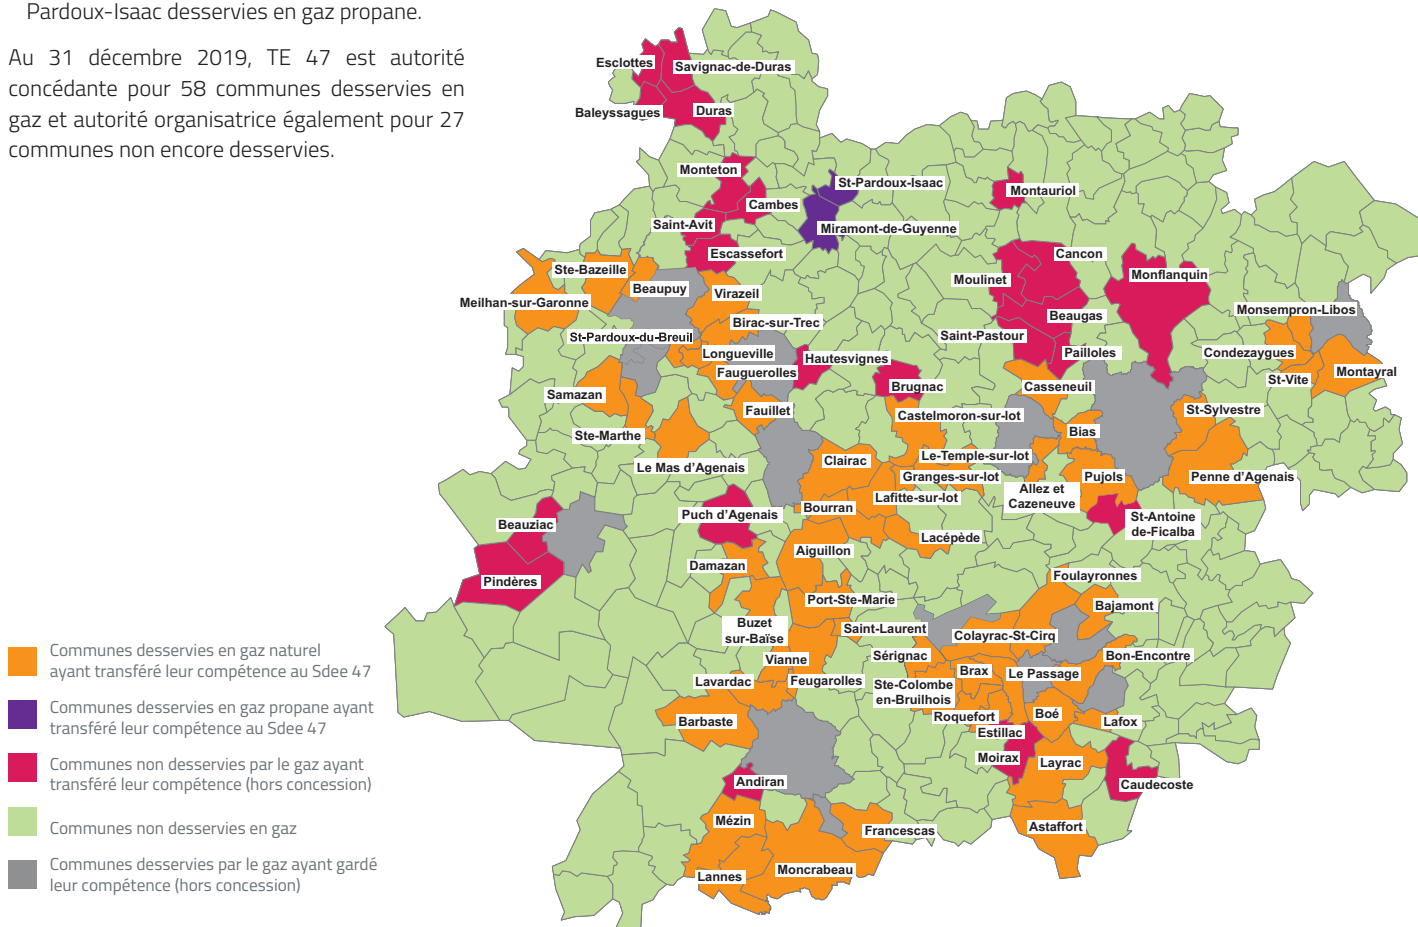 Pardoux-Isaac desservies en gaz propane.
Au 31 décembre 2019, TE 47 est autorité
concédante pour 58 communes desservies en
gaz et autorité organisatrice également pour 27
communes non encore desservies.
Esclottes
Savignac-de-Duras
Baleyssagues
Duras
Monteton
St-Pardoux-Isaac
Montauriol
Cambes
Saint-Avit
Miramont-de-Guyenne
Escassefort
Cancon
Ste-Bazeille
Moulinet
Monflanquin
Beaupuy
Virazeil
Meilhan-sur-Garonne
Monsempron-Libos
Beaugas
Birac-sur-Trec
St-Pardoux-du-Breuil
Saint-Pastour
Longueville
Hautesvignes
Pailloles
Condezaygues
Fauguerolles
Montayral
St-Vite
Brugnac
Casseneuil
Samazan
Fauillet
Castelmoron-sur-lot
St-Sylvestre
Ste-Marthe
Bias
Le-Temple-sur-lot
Clairac
Le Mas d'Agenais
Granges-sur-lot
Pujols
Penne d'Agenais
Allez et
Cazeneuve
Lafitte-sur-lot
Bourran
Puch d'Agenais
Beauziac
St-Antoine
de-Ficalba
Lacépède
Aiguillon
Damazan
Pindères
Foulayronnes
Port-Ste-Marie
Bajamont
Buzet
sur-Baïse
Saint-Laurent
Colayrac-St-Cirq
Sérignac
Bon-Encontre
Vianne
Brax
Le Passage
Lavardac
Feugarolles
Ste-Colombe
en-Bruilhois
Roquefort
Boé
Barbaste
Lafox
Estillac
Moirax
Layrac
Andiran
Caudecoste
Mézin
Francescas
Astaffort
Moncrabeau
Lannes
Communes desservies en gaz naturel
ayant transféré leur compétence au Sdee 47
Communes desservies en gaz propane ayant
transféré leur compétence au Sdee 47
Communes non desservies par le gaz ayant
transféré leur compétence (hors concession)
Communes non desservies en gaz
Communes desservies par le gaz ayant gardé
leur compétence (hors concession)